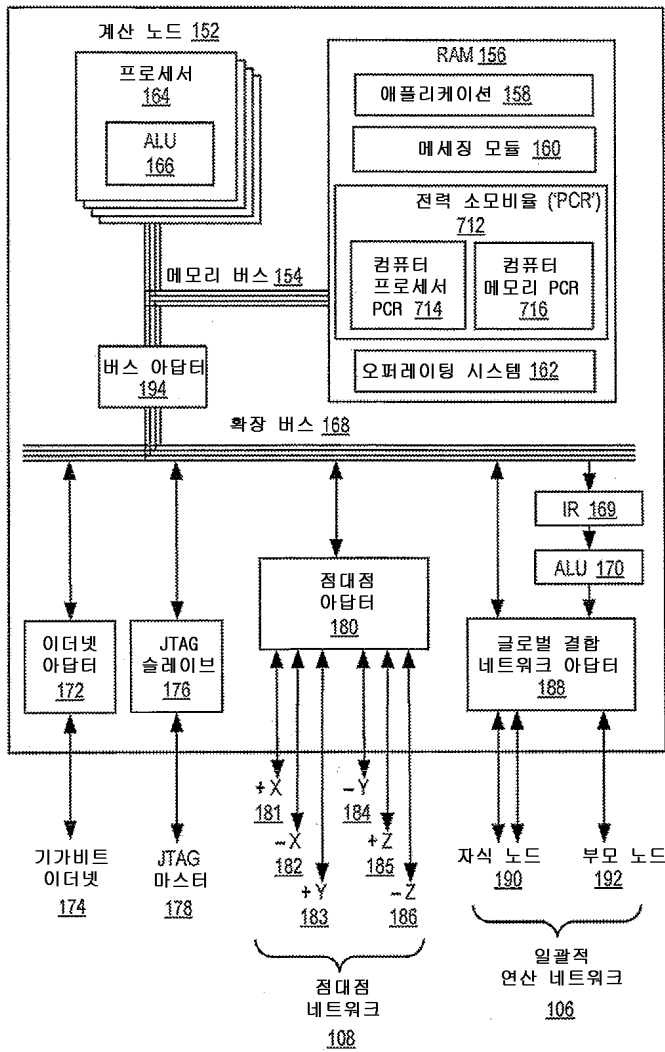 계산 노드 152
프로세서
164
ALU
166
RAM 156
애플리케이션 158
메세징 모듈 160
전력 소모비율 ('PCR')
712
컴퓨터
프로세서
PCR 714
컴퓨터
메모리 PCR
716
오퍼레이팅 시스템 162
메모리 버스 154
버스 아답터
194
확장 버스 168
IR 169
ALU 170
점대점
아답터
180
이더넷
아답터
172
JTAG
슬레이브
176
글로벌 결합
네트워크 아답터
188
기가비트
이더넷
174
JTAG
마스터
178
+X
181
-X
182
+Y
183
-Y
184
+Z
185
-Z
186
점대점
네트워크
108
자식 노드
190
부모 노드
192
일괄적
연산 네트워크
106